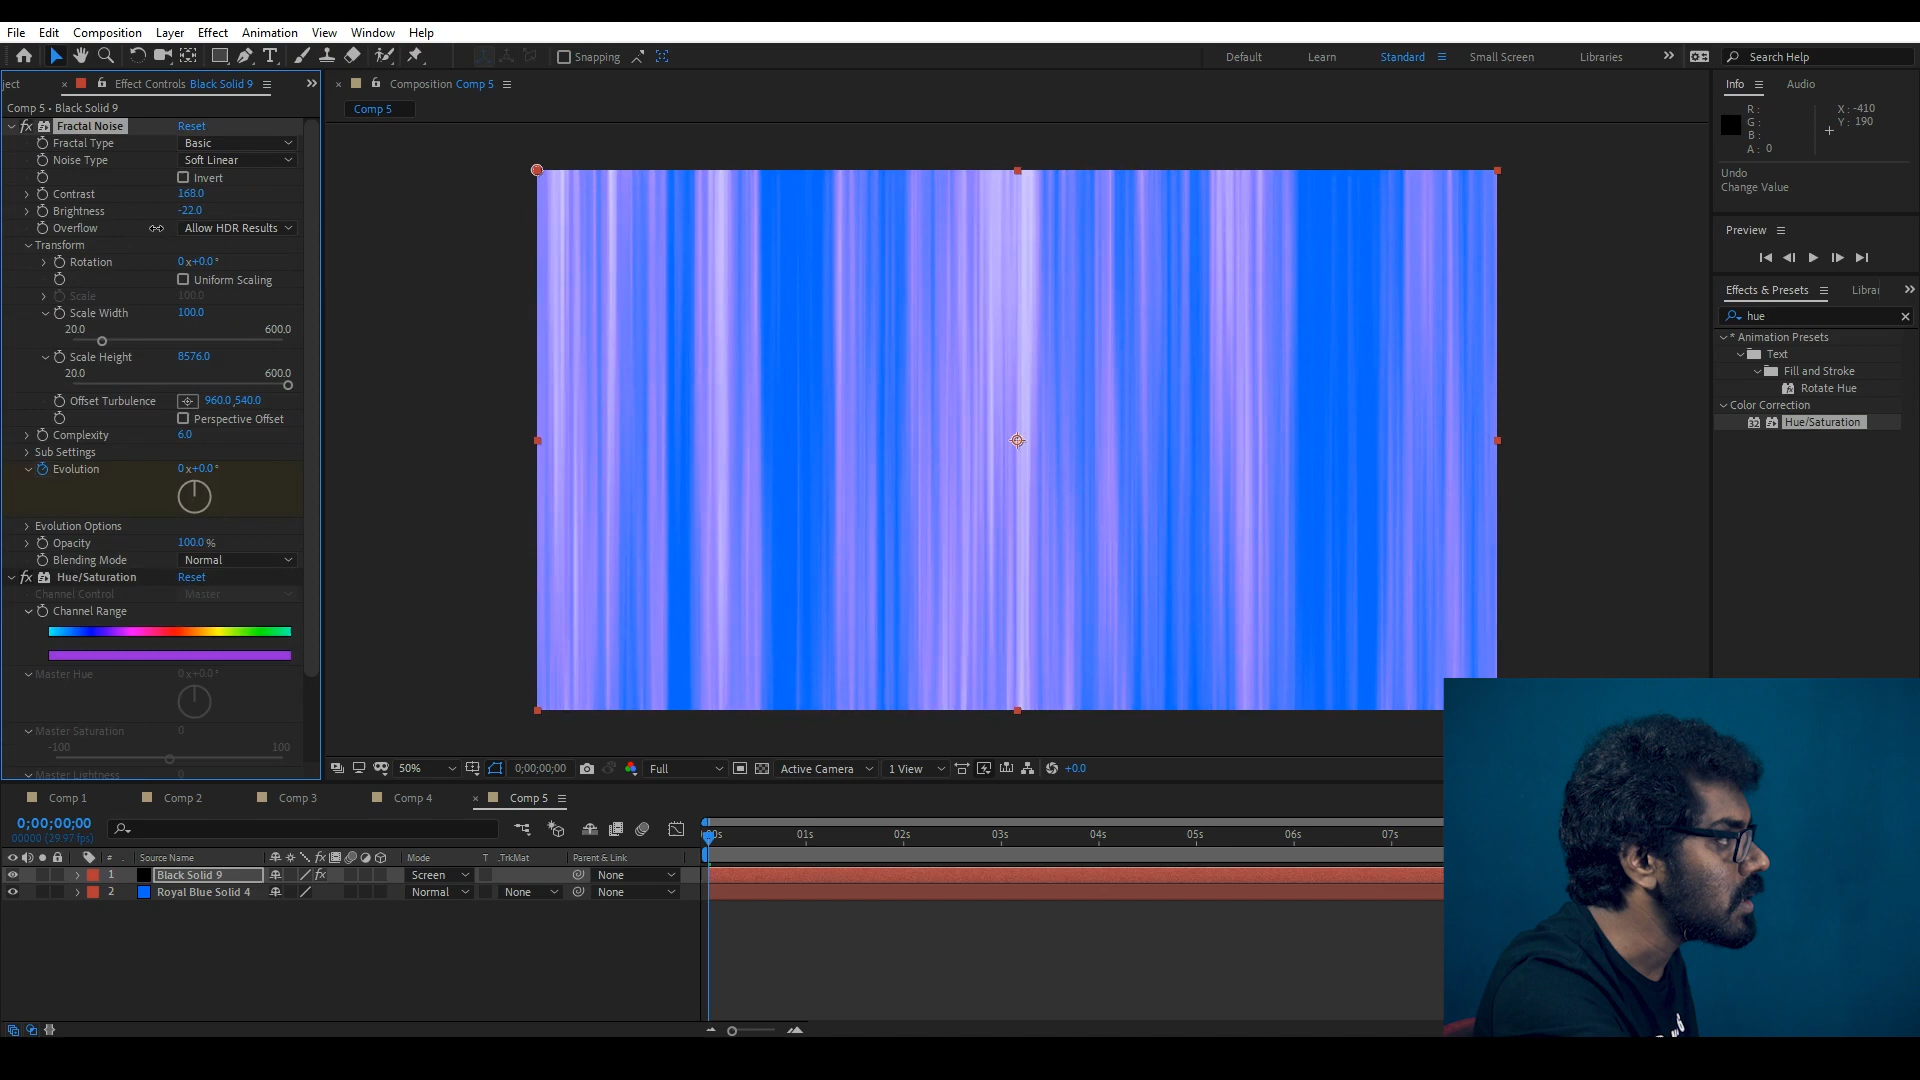 File Edit Composition Layer Effect Animation View Window Help
Snapping Default Learn Standard Small Screen Libraries Search Help
ject Effect Controls Black Solid 9 Composition Comp 5 Info Audio
Comp 5 • Black Solid 9 Comp 5
R : X : -410
G : Y : 190
B :
A : 0
Fractal Noise Reset
Fractal Type Basic
Noise Type Soft Linear
Invert
Contrast 168.0
Brightness -22.0
Overflow Allow HDR Results
Transform
Rotation 0 x+0.0 °
Uniform Scaling
Scale 100.0
Scale Width 100.0
20.0 600.0
Scale Height 8576.0
20.0 600.0
Offset Turbulence 960.0,540.0
Perspective Offset
Complexity 6.0
Sub Settings
Evolution 0 x+0.0 °
Evolution Options
Opacity 100.0 %
Blending Mode Normal
Hue/Saturation Reset
Channel Control Master
Channel Range
Master Hue 0 x+0.0 °
Master Saturation 0
-100 100
Master Lightness 0
Undo
Change Value
Preview
Effects & Presets Librar
hue
* Animation Presets
Text
Fill and Stroke
Rotate Hue
Color Correction
32 Hue/Saturation
50% 0;00;00;00 Full Active Camera 1 View +0.0
Comp 1 Comp 2 Comp 3 Comp 4 Comp 5
0;00;00;00
00000 (29.97 fps)
00s 01s 02s 03s 04s 05s 06s 07s
# Source Name fx Mode T .TrkMat Parent & Link
1 Black Solid 9 fx Screen None
2 Royal Blue Solid 4 Normal None None